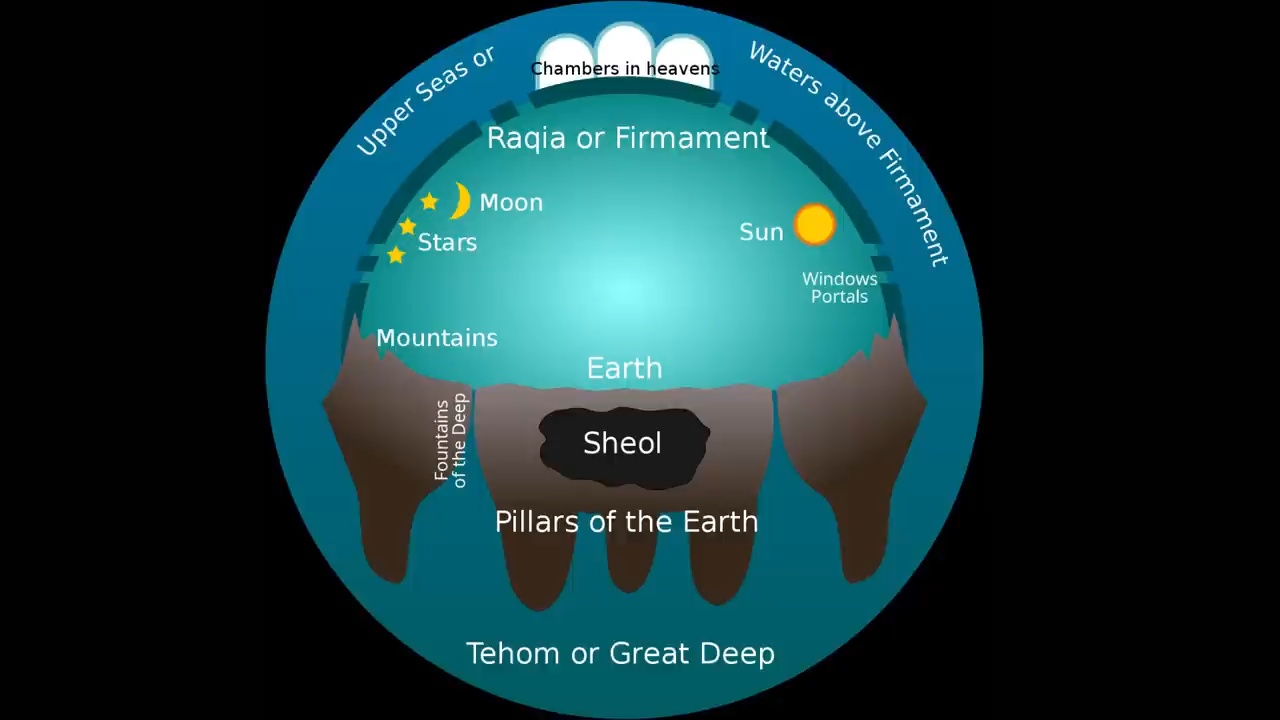 Upper Seas or
Waters above Firmament
Chambers in heavens
Raqia or Firmament
Moon
Stars
Sun
Windows
Portals
Mountains
Earth
Fountains
of the Deep
Sheol
Pillars of the Earth
Tehom or Great Deep